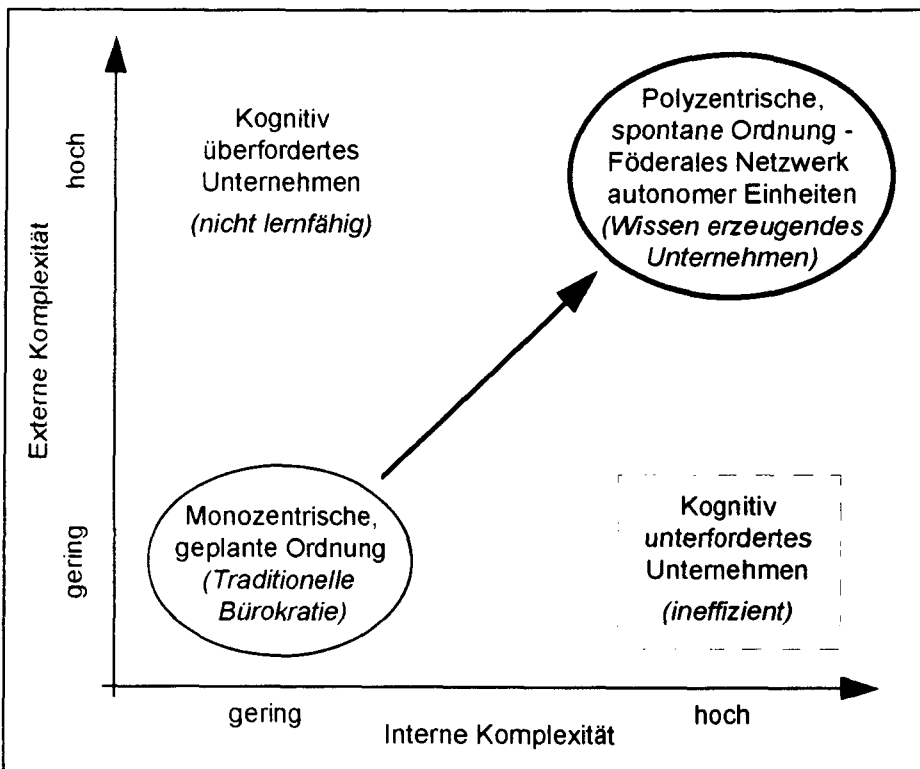 Externe Komplexität
hoch
gering
Kognitiv
überfordertes
Unternehmen
(nicht lernfähig)
Polyzentrische,
spontane Ordnung -
Föderales Netzwerk
autonomer Einheiten
(Wissen erzeugendes
Unternehmen)
Monozentrische,
geplante Ordnung
(Traditionelle
Bürokratie)
Kognitiv
unterfordertes
Unternehmen
(ineffizient)
gering
hoch
Interne Komplexität